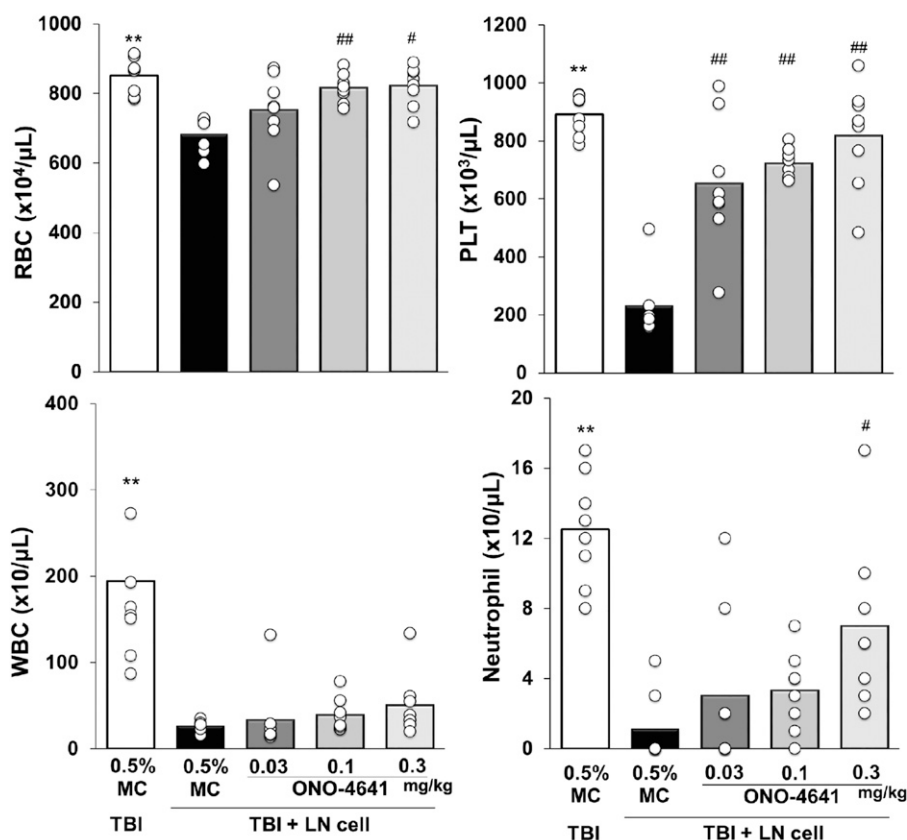 1000
800
600
400
200
0
RBC (x10⁴/µL)
**
##
#
1200
1000
800
600
400
200
0
PLT (x10³/µL)
**
##
##
##
400
300
200
100
0
WBC (x10/µL)
**
0.5%
MC
0.5%
MC
0.03
0.1
0.3
ONO-4641
mg/kg
TBI
TBI + LN cell
20
16
12
8
4
0
Neutrophil (x10/µL)
**
#
0.5%
MC
0.5%
MC
0.03
0.1
0.3
ONO-4641
mg/kg
TBI
TBI + LN cell